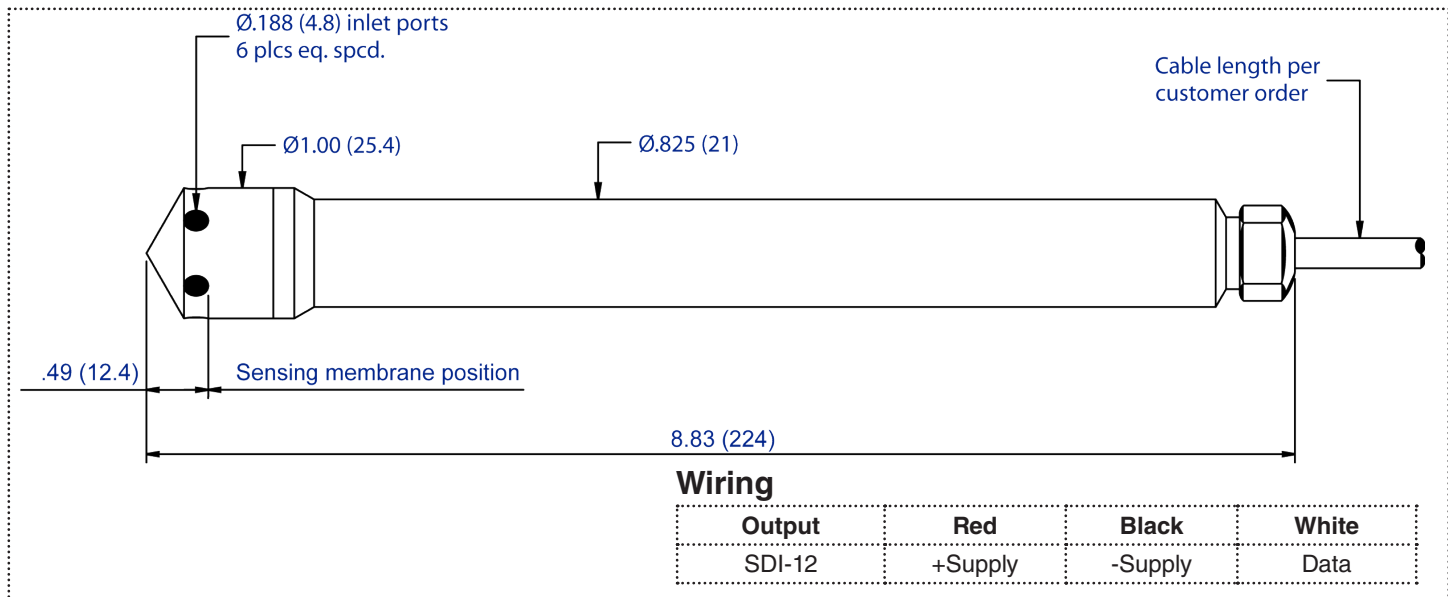 Ø.188 (4.8) inlet ports
6 plcs eq. spcd.
Cable length per
customer order
Ø1.00 (25.4)
Ø.825 (21)
.49 (12.4)
Sensing membrane position
8.83 (224)
Wiring
Output Red Black White
SDI-12 +Supply -Supply Data